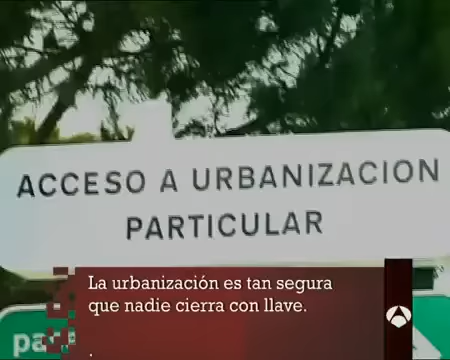 ACCESO A URBANIZACION
PARTICULAR
La urbanización es tan segura
que nadie cierra con llave.